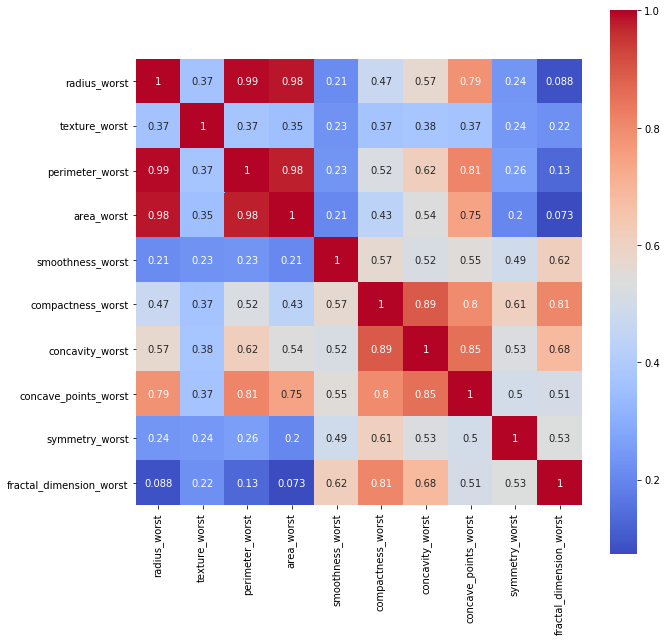 1.0
radius_worst 1 0.37 0.99 0.98 0.21 0.47 0.57 0.79 0.24 0.088
texture_worst 0.37 1 0.37 0.35 0.23 0.37 0.38 0.37 0.24 0.22
0.8
perimeter_worst 0.99 0.37 1 0.98 0.23 0.52 0.62 0.81 0.26 0.13
area_worst 0.98 0.35 0.98 1 0.21 0.43 0.54 0.75 0.2 0.073
0.6
smoothness_worst 0.21 0.23 0.23 0.21 1 0.57 0.52 0.55 0.49 0.62
compactness_worst 0.47 0.37 0.52 0.43 0.57 1 0.89 0.8 0.61 0.81
concavity_worst 0.57 0.38 0.62 0.54 0.52 0.89 1 0.85 0.53 0.68
0.4
concave_points_worst 0.79 0.37 0.81 0.75 0.55 0.8 0.85 1 0.5 0.51
symmetry_worst 0.24 0.24 0.26 0.2 0.49 0.61 0.53 0.5 1 0.53
fractal_dimension_worst 0.088 0.22 0.13 0.073 0.62 0.81 0.68 0.51 0.53 1
0.2
radius_worst
texture_worst
perimeter_worst
area_worst
smoothness_worst
compactness_worst
concavity_worst
concave_points_worst
symmetry_worst
fractal_dimension_worst